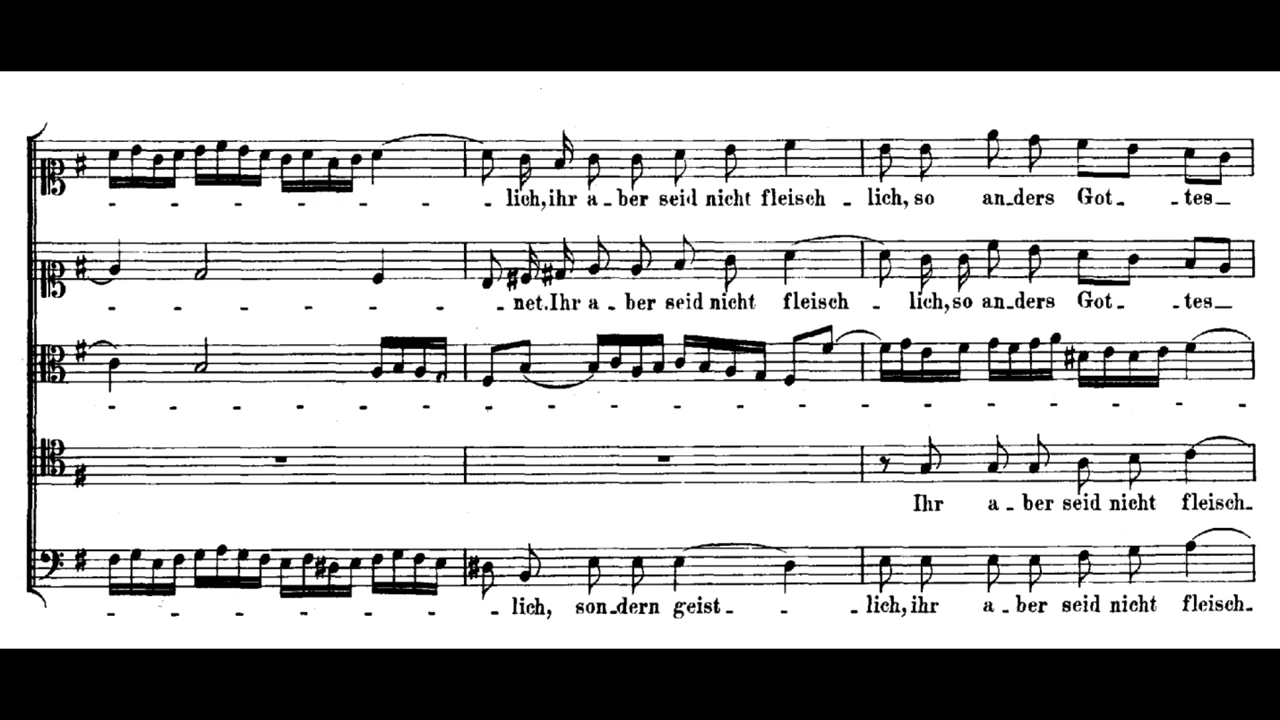 - - - - - - - lich, ihr a - ber seid nicht fleisch - lich, so an - ders Got - - tes
- - - - - - - net. Ihr a - ber seid nicht fleisch - lich, so an - ders Got - - tes
Ihr a - ber seid nicht fleisch -
- - - - - - - lich, son - dern geist - - lich, ihr a - ber seid nicht fleisch -